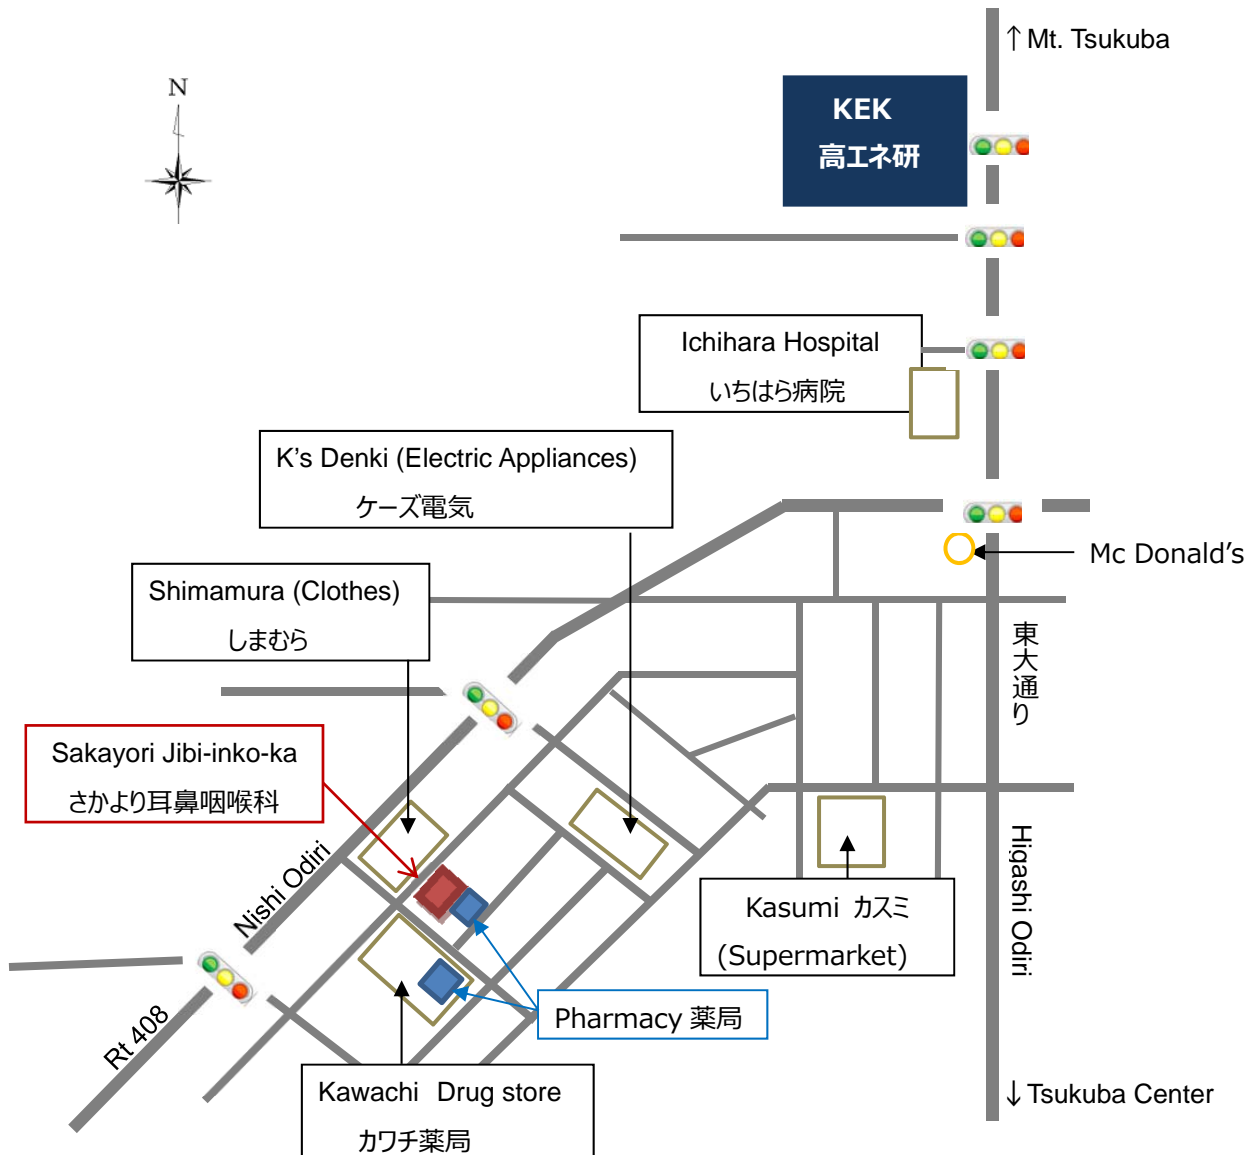 ↑ Mt. Tsukuba
N
KEK
高エネ研
Ichihara Hospital
いちはら病院
K's Denki (Electric Appliances)
ケーズ電気
Mc Donald's
Shimamura (Clothes)
しまむら
東大通り
Sakayori Jibi-inko-ka
さかより耳鼻咽喉科
Nishi Odiri
Higashi Odiri
Kasumi カスミ
(Supermarket)
Pharmacy 薬局
Rt 408
Kawachi Drug store
カワチ薬局
↓ Tsukuba Center